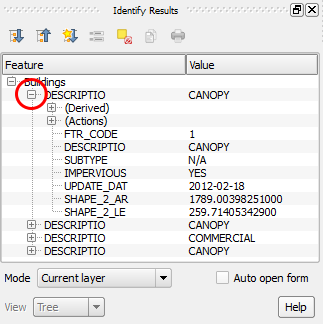 Identify Results
Feature Value
Buildings
DESCRIPTIO CANOPY
(Derived)
(Actions)
FTR_CODE 1
DESCRIPTIO CANOPY
SUBTYPE N/A
IMPERVIOUS YES
UPDATE_DAT 2012-02-18
SHAPE_2_AR 1789.00398251000
SHAPE_2_LE 259.71405342900
DESCRIPTIO CANOPY
DESCRIPTIO COMMERCIAL
DESCRIPTIO CANOPY
Mode Current layer Auto open form
View Tree Help